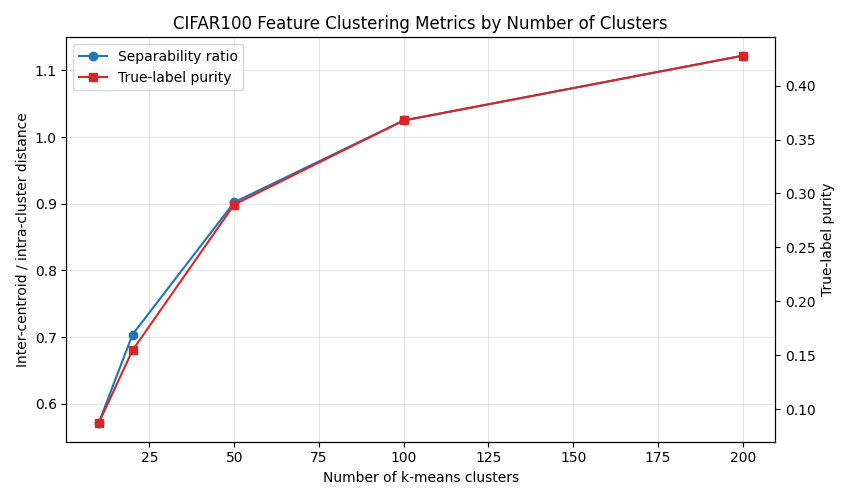 CIFAR100 Feature Clustering Metrics by Number of Clusters
Separability ratio
True-label purity
Inter-centroid / intra-cluster distance
1.1
1.0
0.9
0.8
0.7
0.6
0.40
0.35
0.30
0.25
0.20
0.15
0.10
True-label purity
25 50 75 100 125 150 175 200
Number of k-means clusters